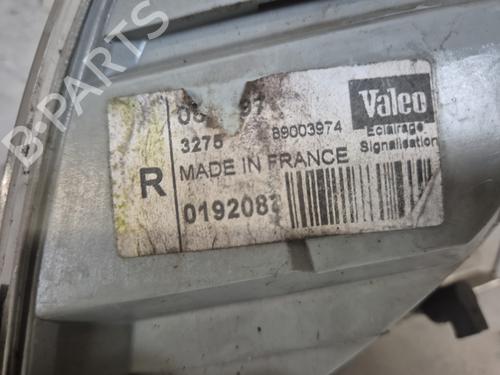 B-PARTS
Valeo
3275 89003974
Eclairage
Signalisation
R
MADE IN FRANCE